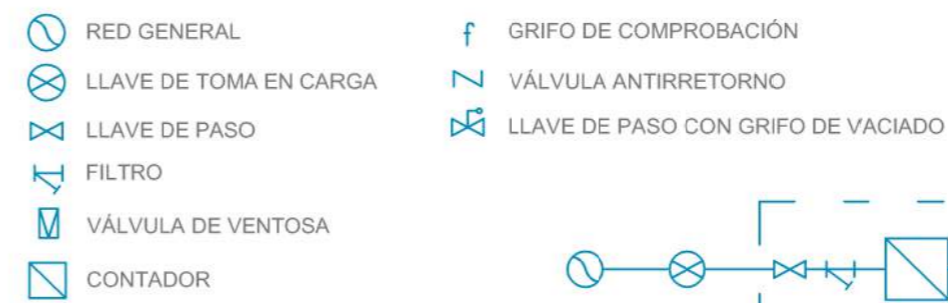 RED GENERAL
LLAVE DE TOMA EN CARGA
LLAVE DE PASO
FILTRO
VÁLVULA DE VENTOSA
CONTADOR
GRIFO DE COMPROBACIÓN
VÁLVULA ANTIRRETORNO
LLAVE DE PASO CON GRIFO DE VACIADO